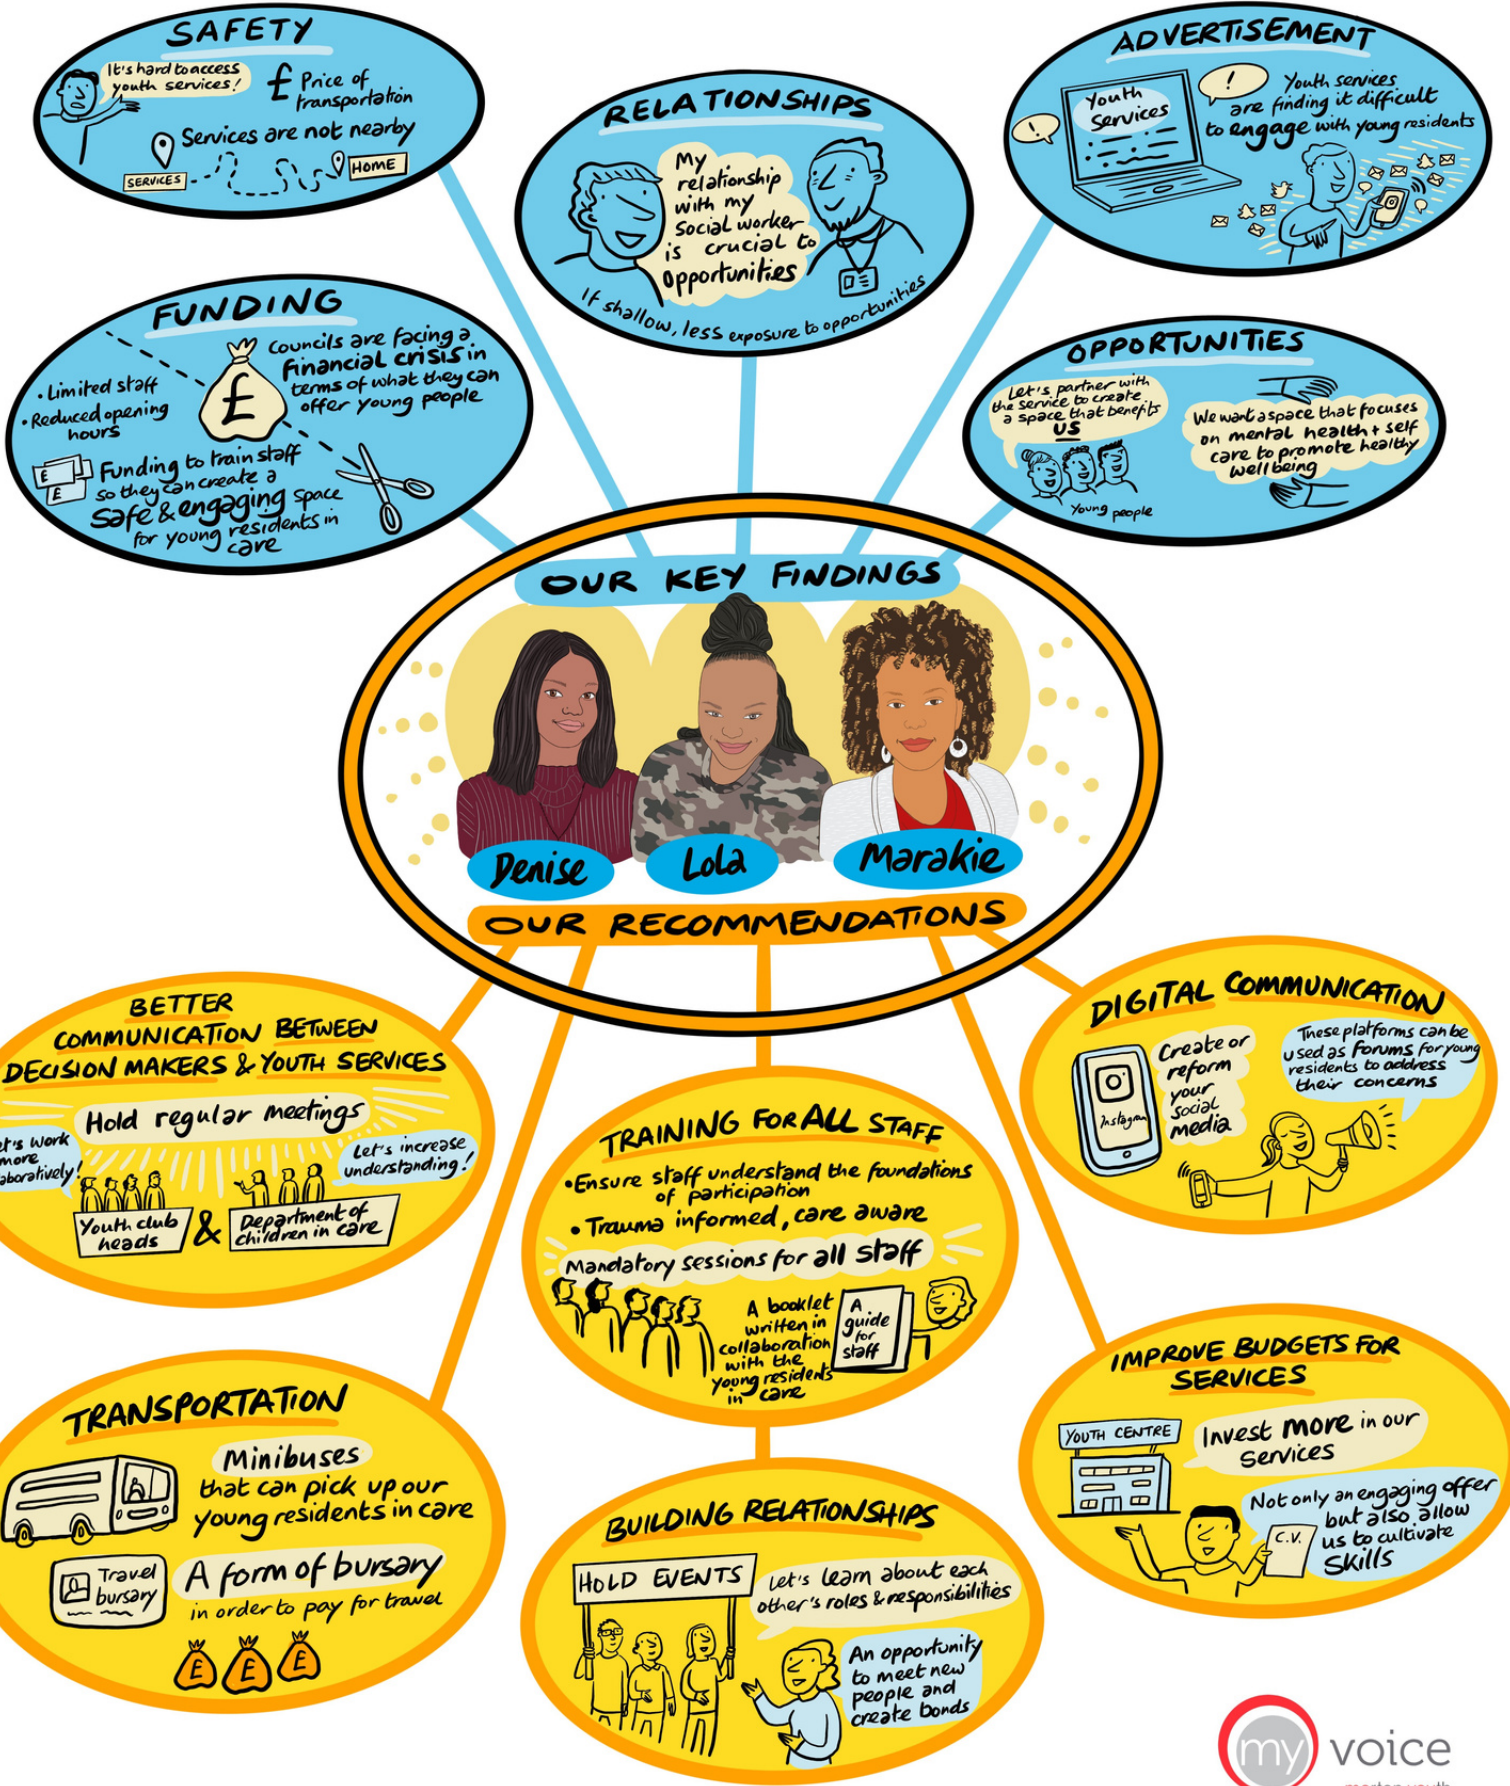 SAFETY
It's hard to access
youth services!
£ Price of
transportation
Services are not nearby
SERVICES
HOME
RELATIONSHIPS
My
relationship
with my
social worker
is crucial to
opportunities
If shallow, less exposure to opportunities
ADVERTISEMENT
Youth
Services
!
!
Youth services
are finding it difficult
to engage with young residents
FUNDING
• Limited staff
• Reduced opening
hours
£
Councils are facing a
financial crisis in
terms of what they can
offer young people
£
£
Funding to train staff
so they can create a
safe & engaging space
for young residents in
care
OPPORTUNITIES
Let's partner with
the service to create
a space that benefits
US
Young people
We want a space that focuses
on mental health + self
care to promote healthy
wellbeing
OUR KEY FINDINGS
Denise
Lola
Marakie
OUR RECOMMENDATIONS
BETTER
COMMUNICATION BETWEEN
DECISION MAKERS & YOUTH SERVICES
Hold regular meetings
et's work
more
aboratively!
Let's increase
understanding!
Youth club
heads
&
Department of
children in care
TRAINING FOR ALL STAFF
• Ensure staff understand the foundations
of participation
• Trauma informed, care aware
Mandatory sessions for all staff
A booklet
written in
collaboration
with the
young residents
in care
A
guide
for
staff
DIGITAL COMMUNICATION
Instagram
Create or
reform
your
social
media
These platforms can be
used as forums for young
residents to address
their concerns
TRANSPORTATION
Minibuses
that can pick up our
young residents in care
Travel
bursary
A form of bursary
in order to pay for travel
£ £ £
BUILDING RELATIONSHIPS
HOLD EVENTS
Let's learn about each
other's roles & responsibilities
An opportunity
to meet new
people and
create bonds
IMPROVE BUDGETS FOR
SERVICES
YOUTH CENTRE
Invest more in our
services
Not only an engaging offer
but also allow
us to cultivate
skills
C.V.
my voice